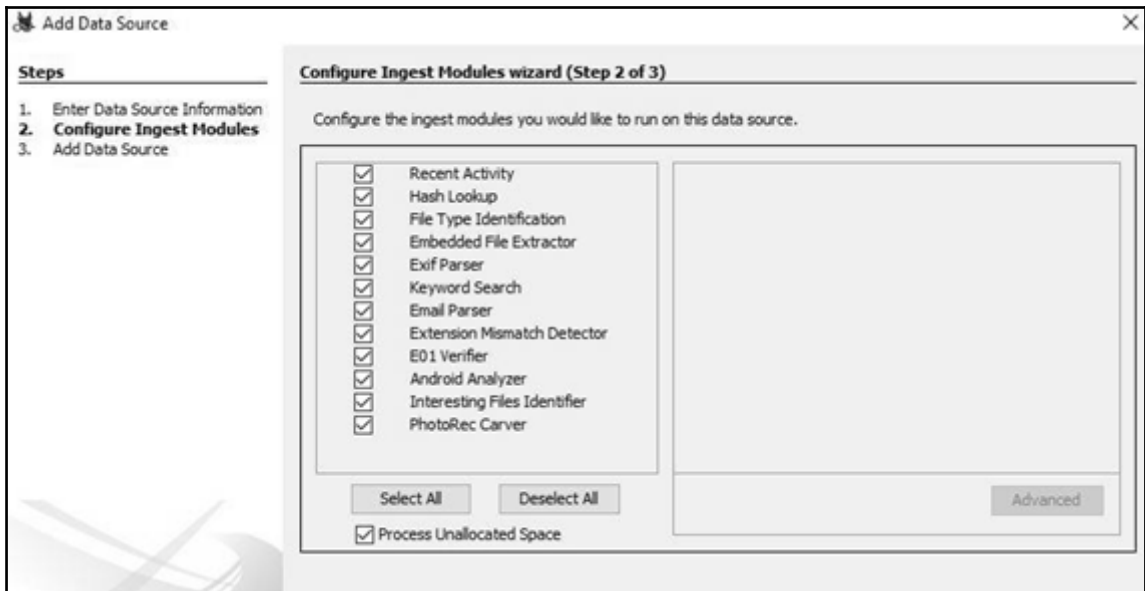 Add Data Source
Steps
1. Enter Data Source Information
2. Configure Ingest Modules
3. Add Data Source
Configure Ingest Modules wizard (Step 2 of 3)
Configure the ingest modules you would like to run on this data source.
Recent Activity
Hash Lookup
File Type Identification
Embedded File Extractor
Exif Parser
Keyword Search
Email Parser
Extension Mismatch Detector
E01 Verifier
Android Analyzer
Interesting Files Identifier
PhotoRec Carver
Select All
Deselect All
Advanced
Process Unallocated Space